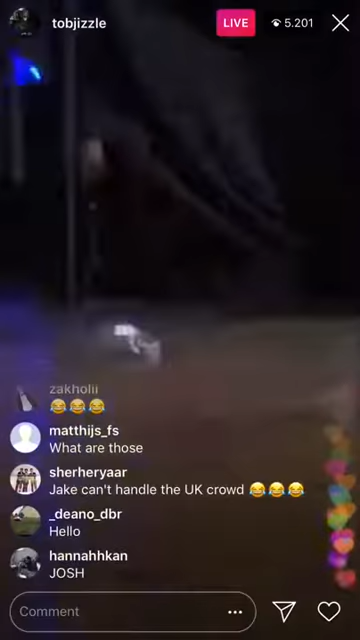 tobjizzle LIVE 5.201
zakholii
😂😂😂
matthijs_fs
What are those
sherheryaar
Jake can't handle the UK crowd 😂😂😂
_deano_dbr
Hello
hannahhkan
JOSH
Comment